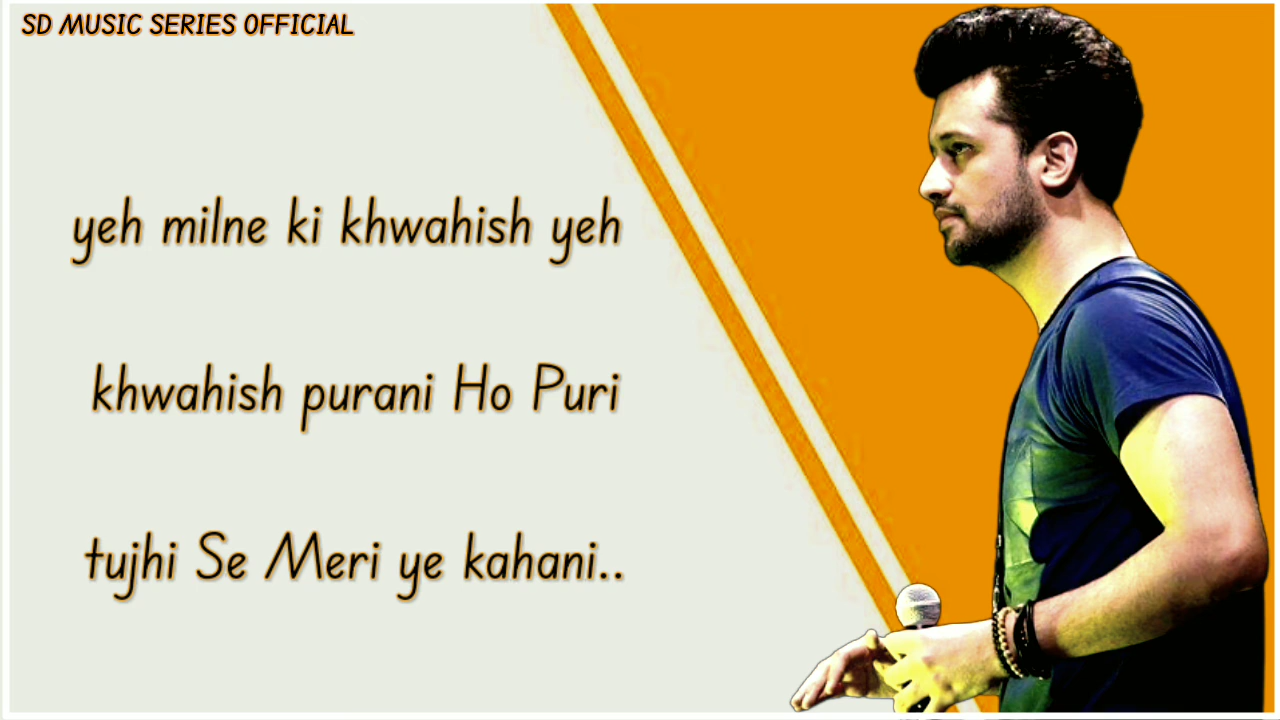 SD MUSIC SERIES OFFICIAL
yeh milne ki khwahish yeh
khwahish purani Ho Puri
tujhi Se Meri ye kahani..